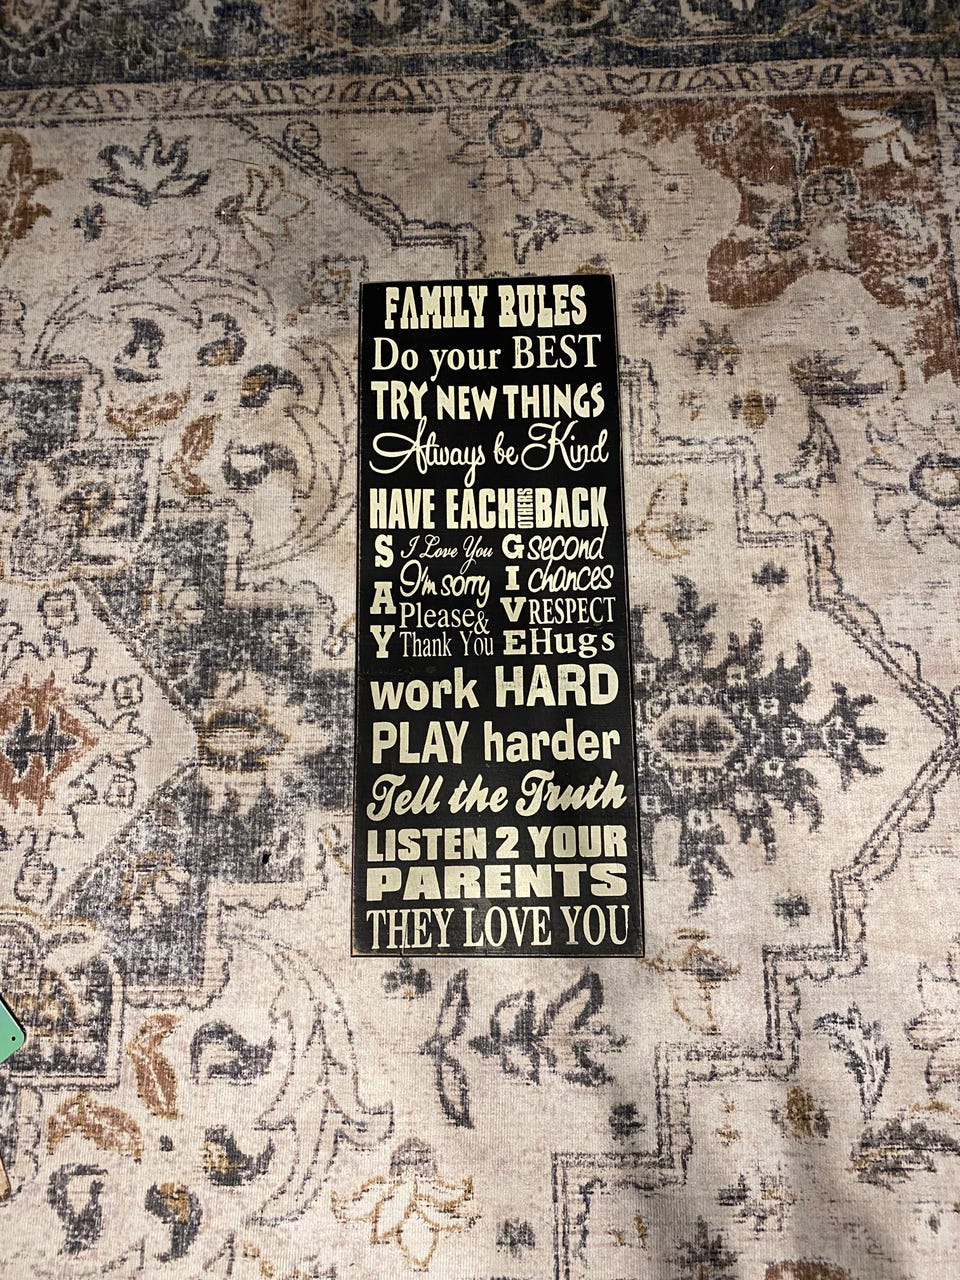 FAMILY RULES
Do your BEST
TRY NEW THINGS
Always be Kind
HAVE EACH OTHERS BACK
SAY
I Love You
I'm sorry
Please &
Thank You
GIVE
second
chances
RESPECT
Hugs
work HARD
PLAY harder
Tell the Truth
LISTEN 2 YOUR
PARENTS
THEY LOVE YOU